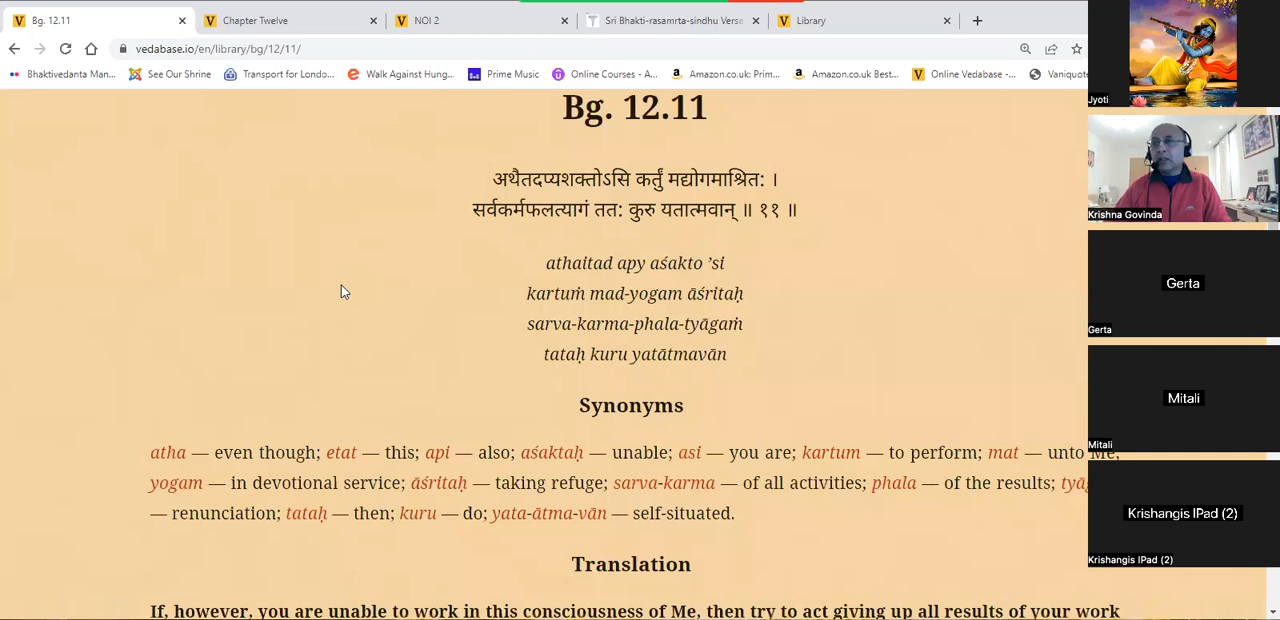 Bg. 12.11
Chapter Twelve
NOI 2
Sri Bhakti-rasamrta-sindhu Verse
Library
vedabase.io/en/library/bg/12/11/
Bhaktivedanta Man...
See Our Shrine
Transport for Londo...
Walk Against Hung...
Prime Music
Online Courses - A...
Amazon.co.uk: Prim...
Amazon.co.uk Best...
Online Vedabase -...
Vaniquote
Bg. 12.11
अथैतदप्यशक्तोऽसि कर्तुं मद्योगमाश्रित: ।
सर्वकर्मफलत्यागं तत: कुरु यतात्मवान् ॥ ११ ॥
athaitad apy aśakto ’si
kartuṁ mad-yogam āśritaḥ
sarva-karma-phala-tyāgaṁ
tataḥ kuru yatātmavān
Synonyms
atha — even though; etat — this; api — also; aśaktaḥ — unable; asi — you are; kartum — to perform; mat — unto Me;
yogam — in devotional service; āśritaḥ — taking refuge; sarva-karma — of all activities; phala — of the results;
— renunciation; tataḥ — then; kuru — do; yata-ātma-vān — self-situated.
Translation
If, however, you are unable to work in this consciousness of Me, then try to act giving up all results of your work
Jyoti
Krishna Govinda
Gerta
Gerta
Mitali
Mitali
Krishangis IPad (2)
Krishangis IPad (2)